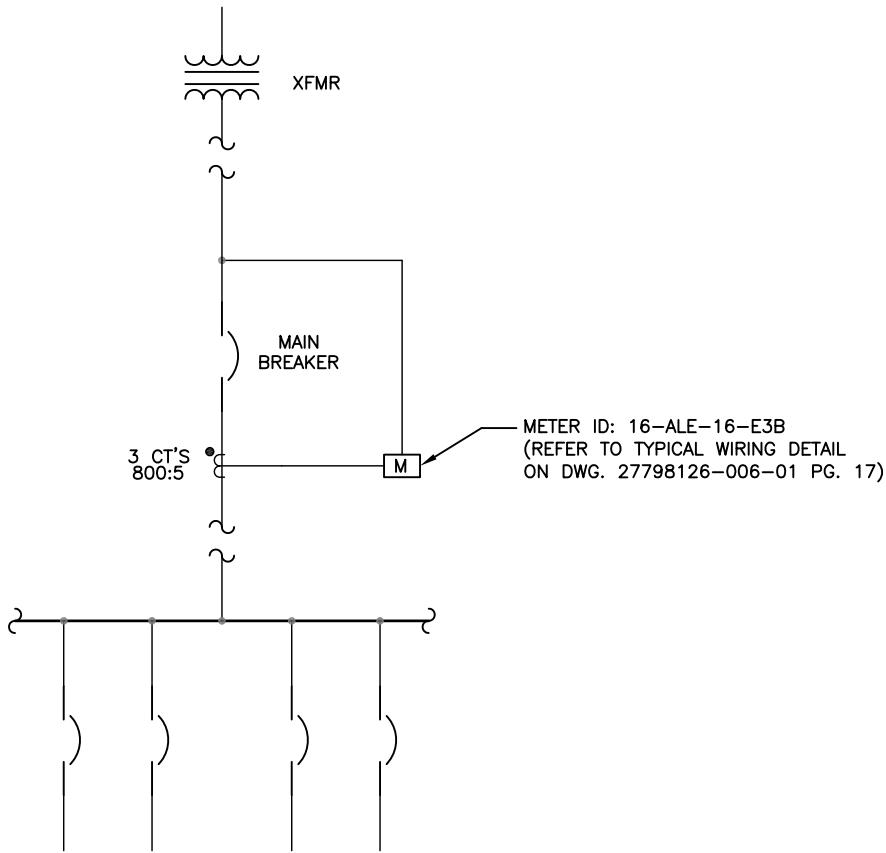 XFMR
MAIN
BREAKER
3 CT'S
800:5
M
METER ID: 16-ALE-16-E3B
(REFER TO TYPICAL WIRING DETAIL
ON DWG. 27798126-006-01 PG. 17)